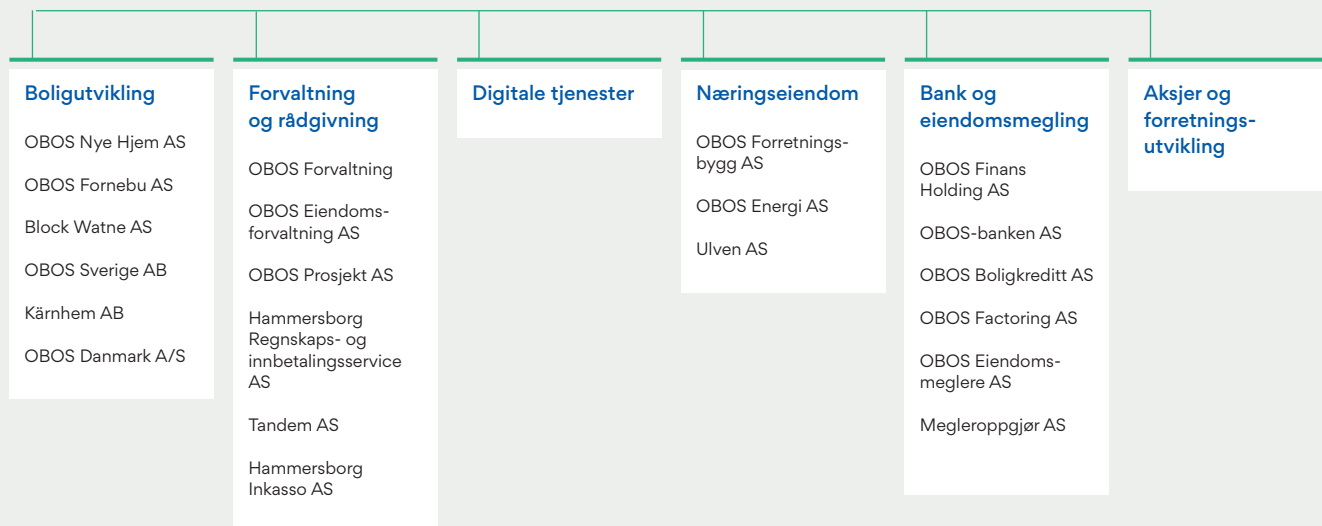 Boligutvikling
OBOS Nye Hjem AS
OBOS Fornebu AS
Block Watne AS
OBOS Sverige AB
Kärnhem AB
OBOS Danmark A/S
Forvaltning
og rådgivning
OBOS Forvaltning
OBOS Eiendoms-
forvaltning AS
OBOS Prosjekt AS
Hammersborg
Regnskaps- og
innbetalingsservice
AS
Tandem AS
Hammersborg
Inkasso AS
Digitale tjenester
Næringseiendom
OBOS Forretnings-
bygg AS
OBOS Energi AS
Ulven AS
Bank og
eiendomsmegling
OBOS Finans
Holding AS
OBOS-banken AS
OBOS Boligkreditt AS
OBOS Factoring AS
OBOS Eiendoms-
meglere AS
Megleroppgjør AS
Aksjer og
forretnings-
utvikling